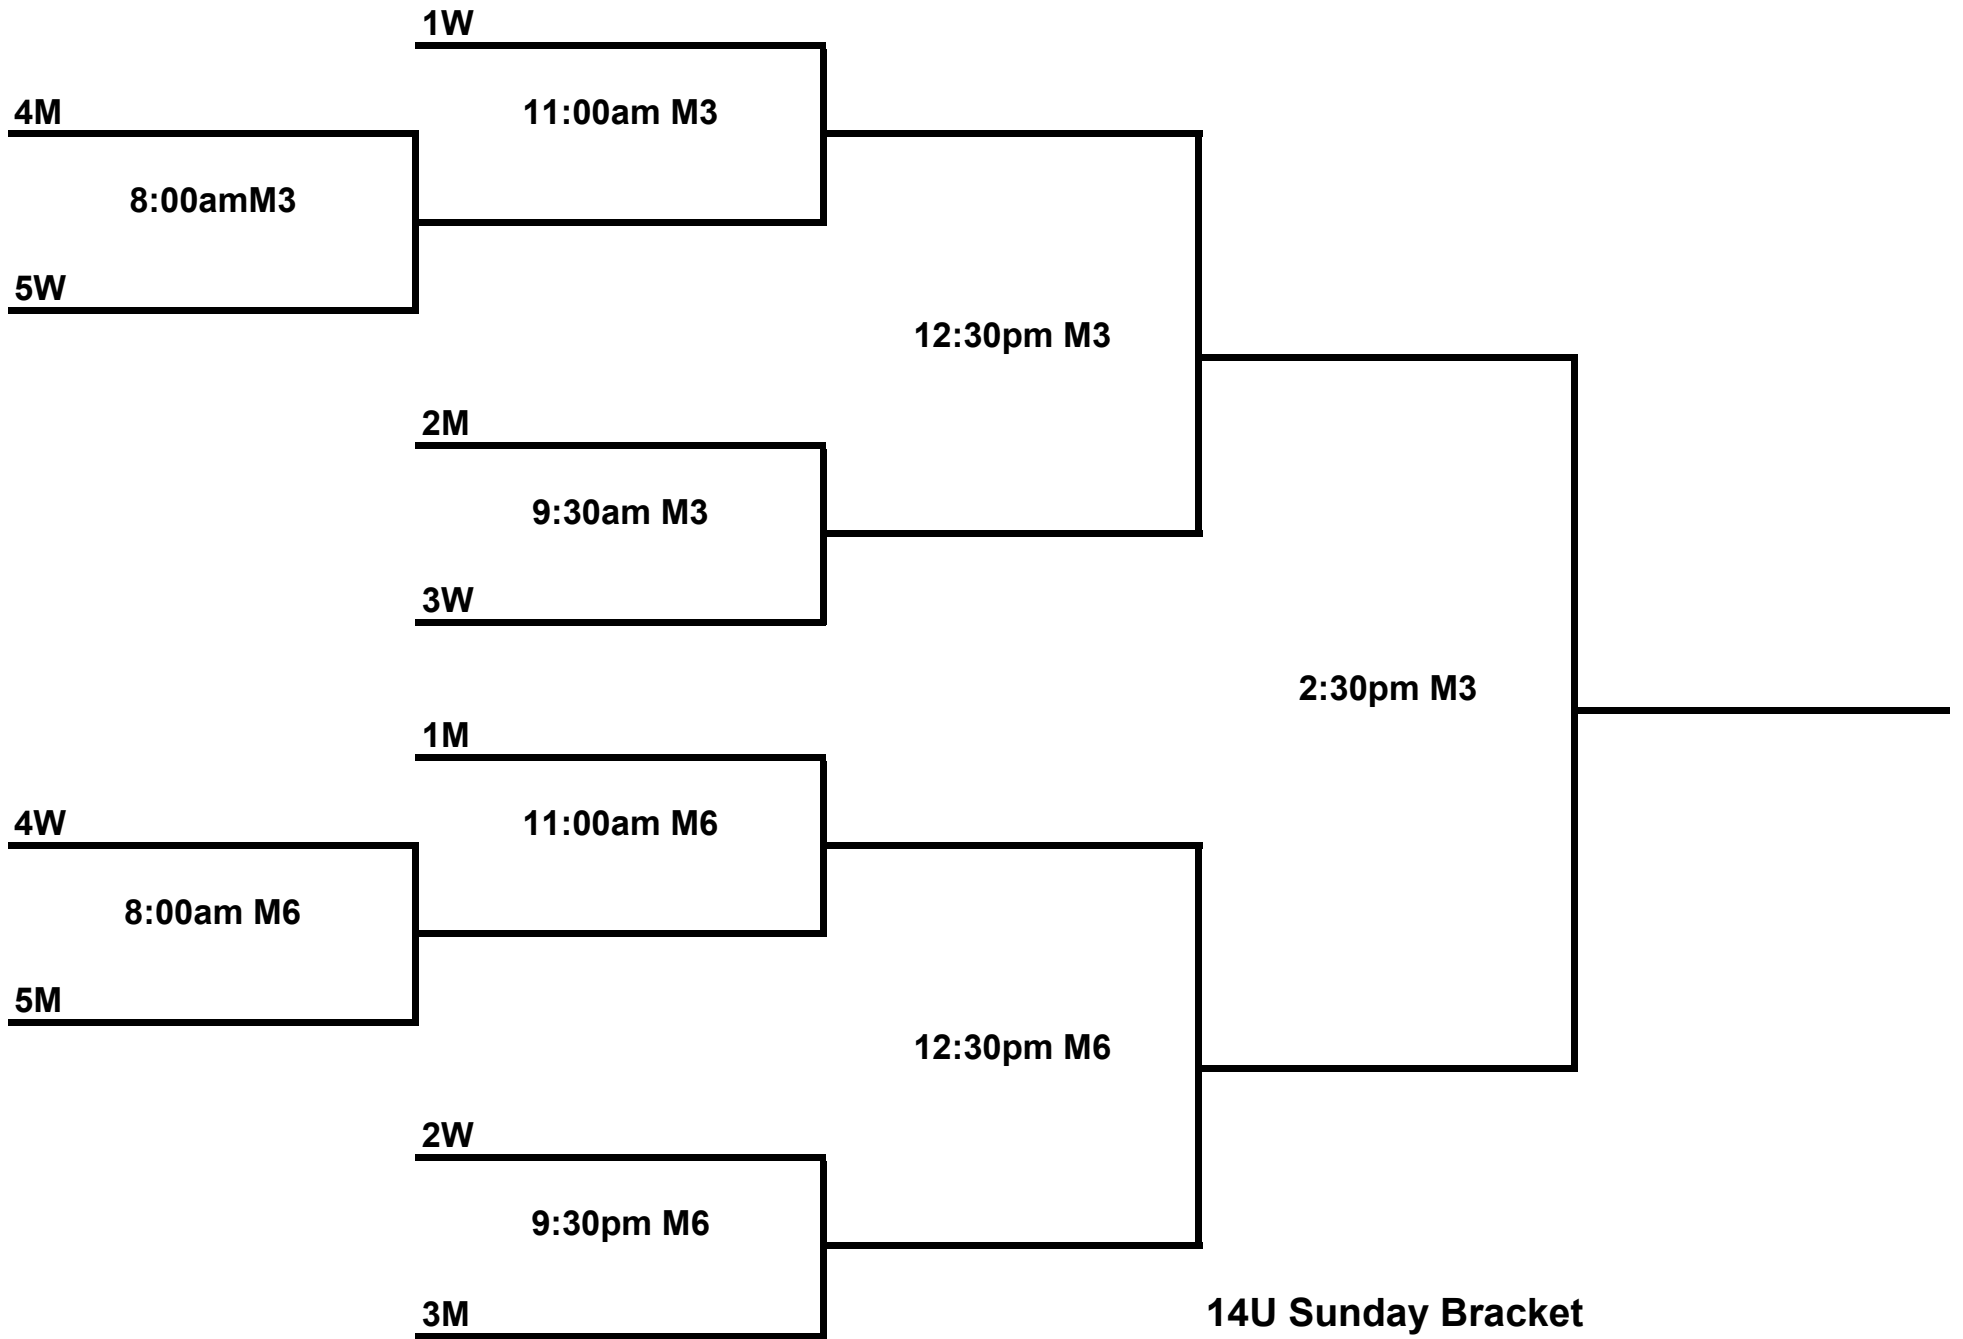 1W
4M
11:00am M3
8:00amM3
5W
12:30pm M3
2M
9:30am M3
3W
2:30pm M3
1M
4W
11:00am M6
8:00am M6
5M
12:30pm M6
2W
9:30pm M6
3M
14U Sunday Bracket